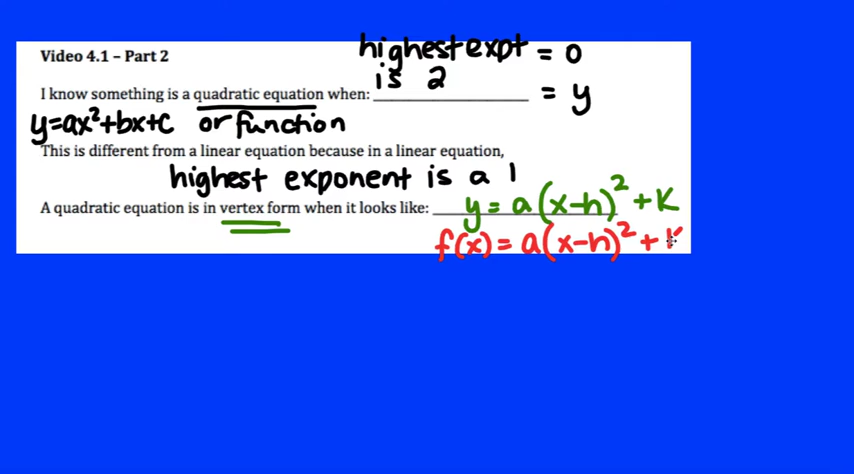 Video 4.1 – Part 2
highest expt = 0
is 2
I know something is a quadratic equation when: ____________________ = y
y=ax²+bx+c or function
This is different from a linear equation because in a linear equation,
highest exponent is a 1
A quadratic equation is in vertex form when it looks like: y = a(x-h)² + K
f(x) = a(x-h)² + K